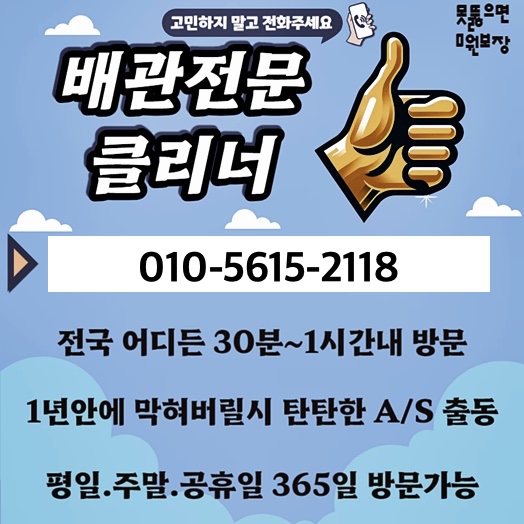 고민하지 말고 전화주세요
못뚫으면
0원보장
배관전문
클리너
010-5615-2118
전국 어디든 30분~1시간내 방문
1년안에 막혀버릴시 탄탄한 A/S 출동
평일.주말.공휴일 365일 방문가능